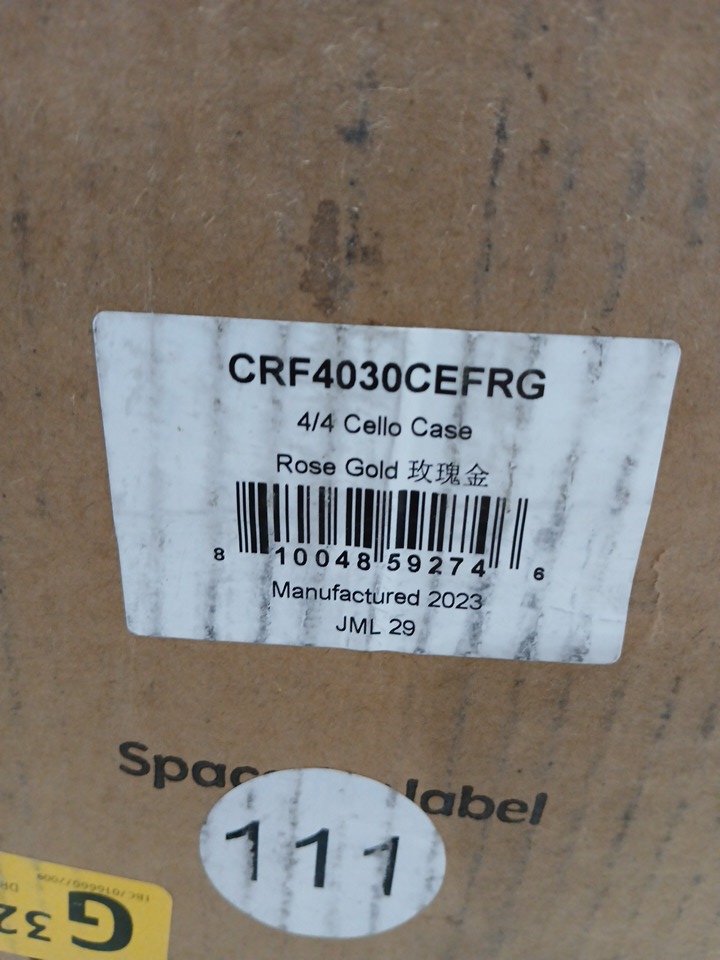 CRF4030CEFRG
4/4 Cello Case
Rose Gold 玫瑰金
8 10048 59274 6
Manufactured 2023
JML 29
label
111
G 32